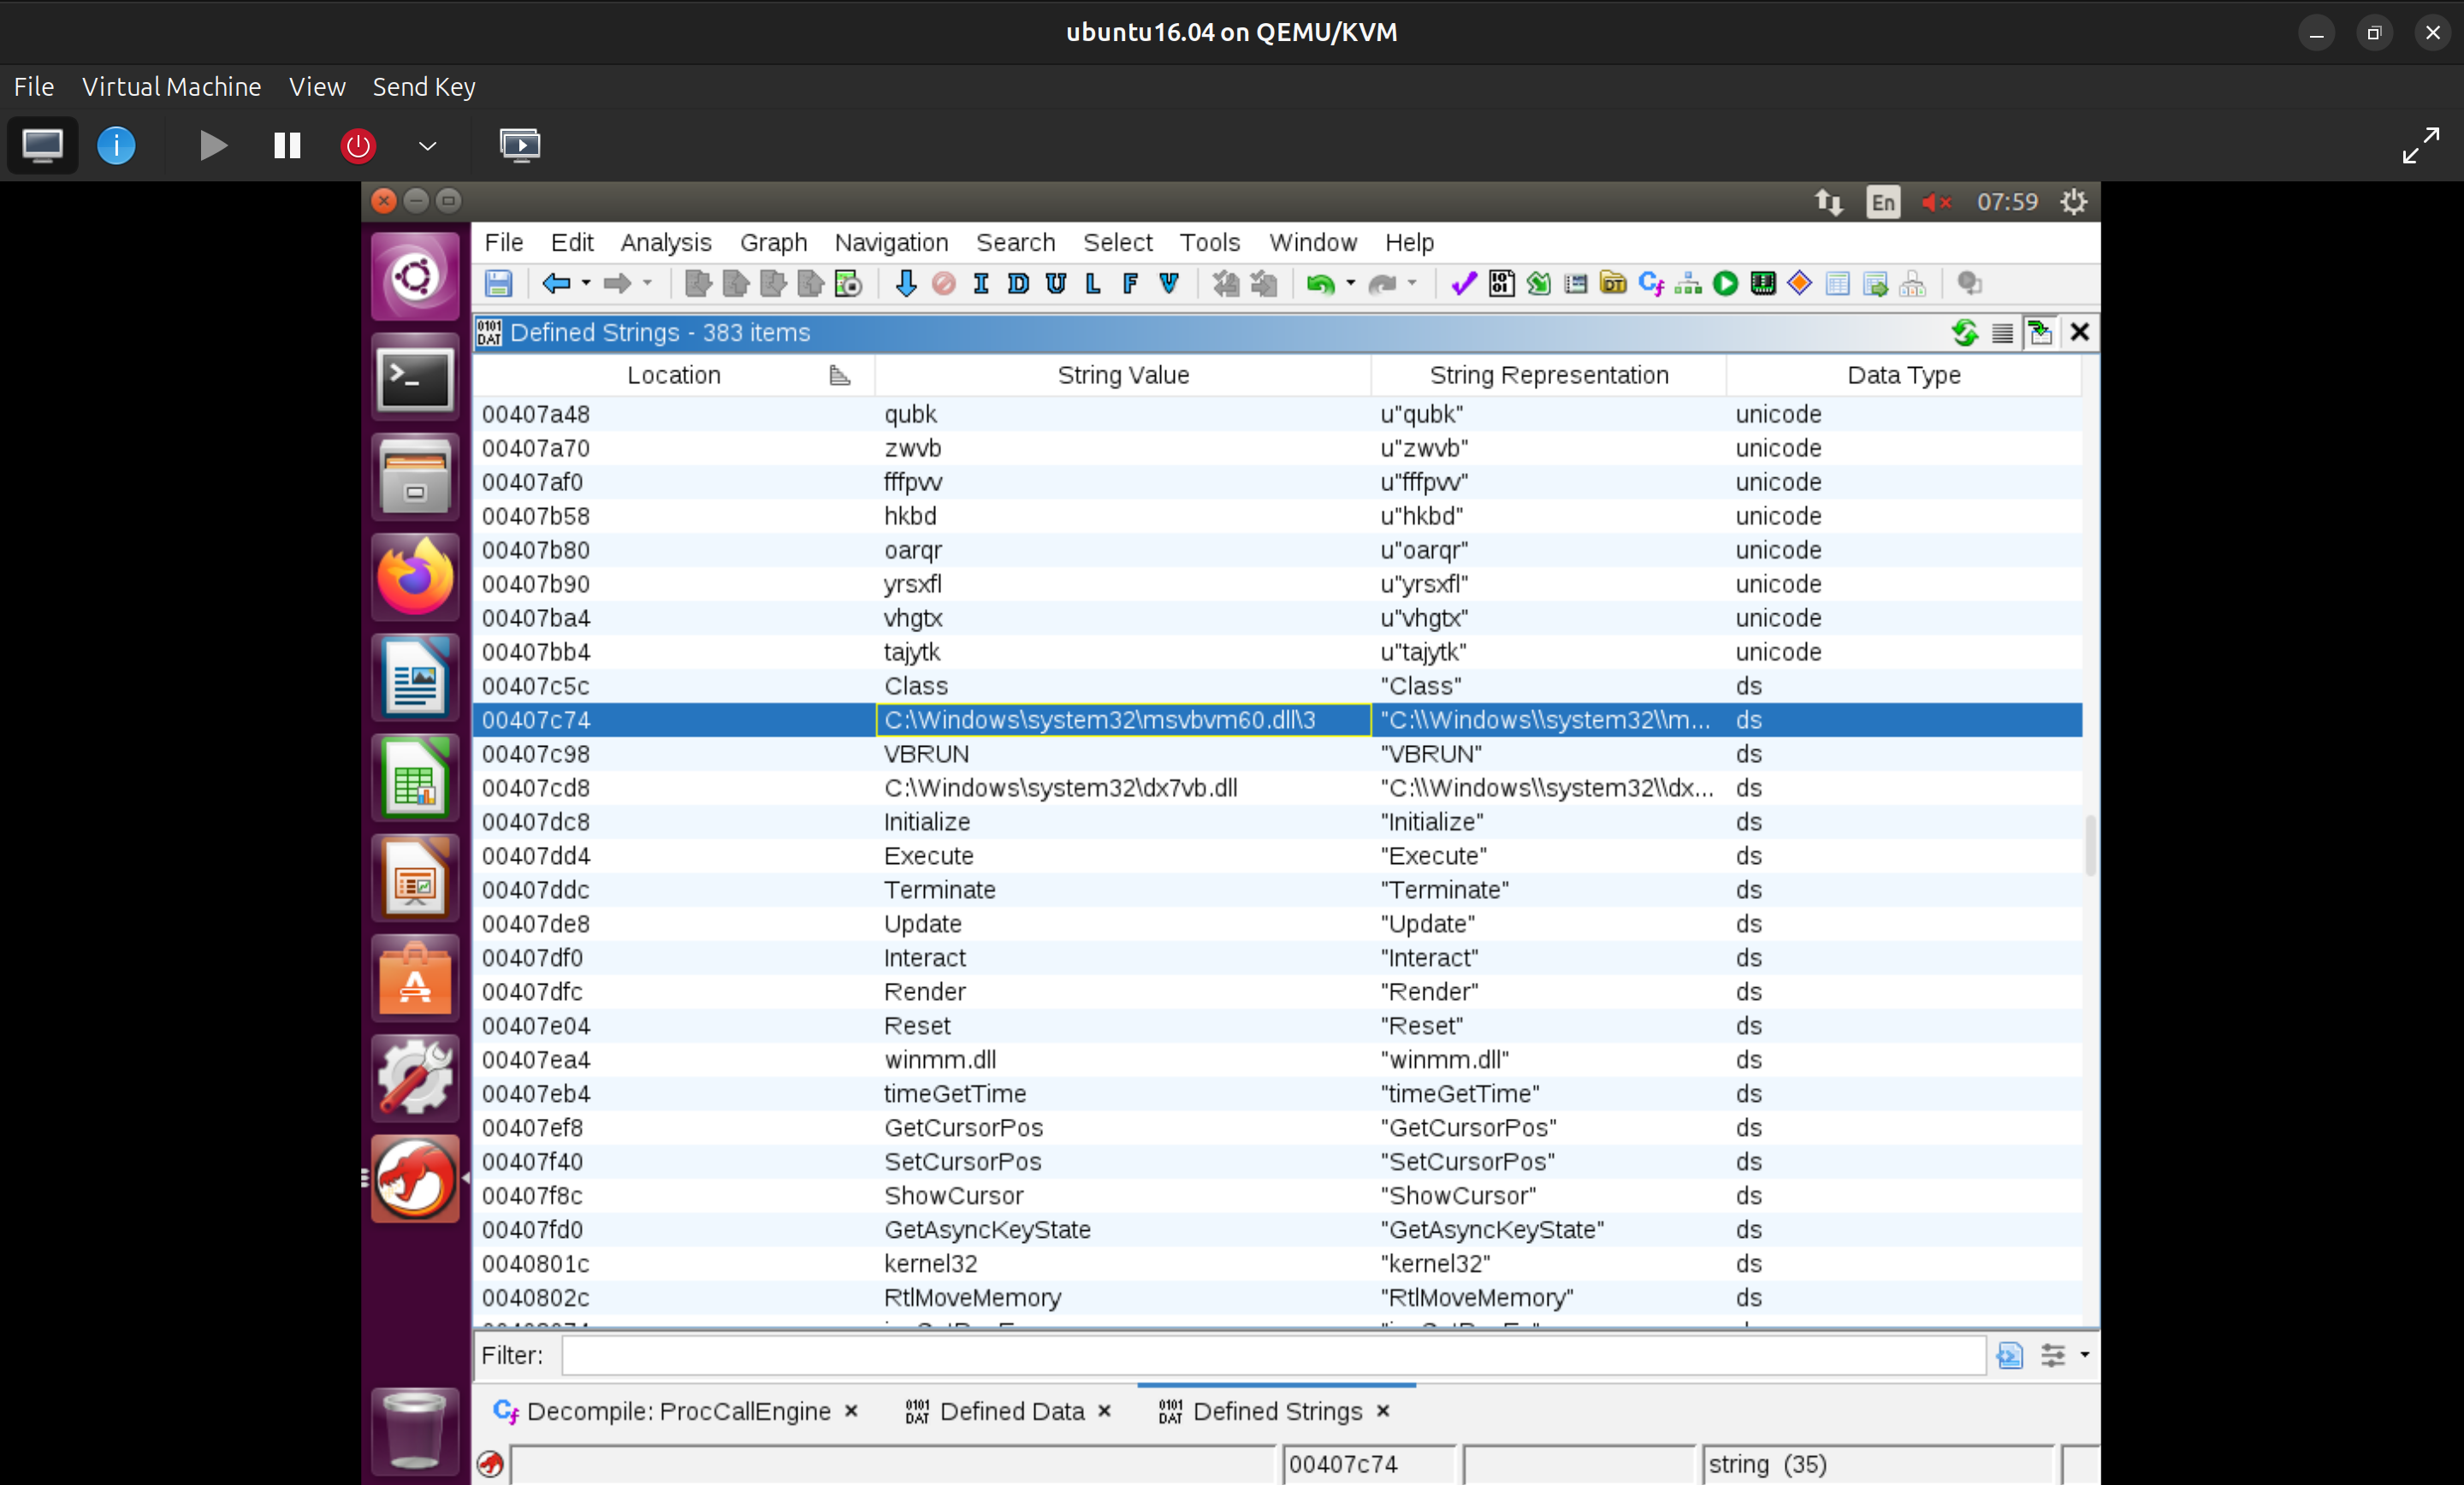 ubuntu16.04 on QEMU/KVM
File Virtual Machine View Send Key
En 07:59
File Edit Analysis Graph Navigation Search Select Tools Window Help
I D U L F V
Defined Strings - 383 items
Location String Value String Representation Data Type
00407a48 qubk u"qubk" unicode
00407a70 zwvb u"zwvb" unicode
00407af0 fffpvv u"fffpvv" unicode
00407b58 hkbd u"hkbd" unicode
00407b80 oarqr u"oarqr" unicode
00407b90 yrsxfl u"yrsxfl" unicode
00407ba4 vhgtx u"vhgtx" unicode
00407bb4 tajytk u"tajytk" unicode
00407c5c Class "Class" ds
00407c74 C:\Windows\system32\msvbvm60.dll\3 "C:\\Windows\\system32\\m... ds
00407c98 VBRUN "VBRUN" ds
00407cd8 C:\Windows\system32\dx7vb.dll "C:\\Windows\\system32\\dx... ds
00407dc8 Initialize "Initialize" ds
00407dd4 Execute "Execute" ds
00407ddc Terminate "Terminate" ds
00407de8 Update "Update" ds
00407df0 Interact "Interact" ds
00407dfc Render "Render" ds
00407e04 Reset "Reset" ds
00407ea4 winmm.dll "winmm.dll" ds
00407eb4 timeGetTime "timeGetTime" ds
00407ef8 GetCursorPos "GetCursorPos" ds
00407f40 SetCursorPos "SetCursorPos" ds
00407f8c ShowCursor "ShowCursor" ds
00407fd0 GetAsyncKeyState "GetAsyncKeyState" ds
0040801c kernel32 "kernel32" ds
0040802c RtlMoveMemory "RtlMoveMemory" ds
Filter:
Decompile: ProcCallEngine Defined Data Defined Strings
00407c74 string (35)